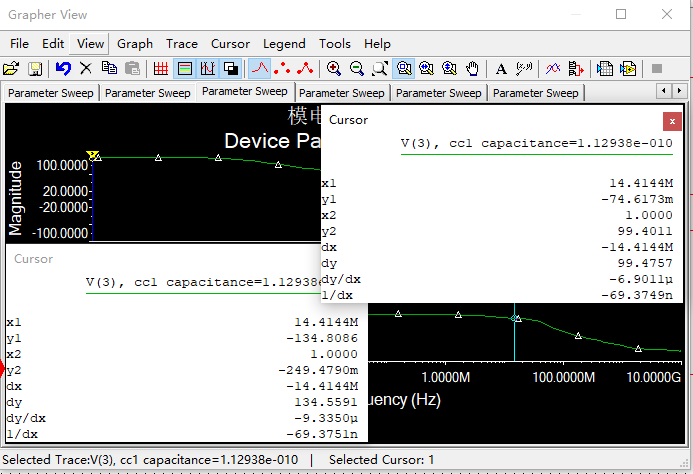 Grapher View
File Edit View Graph Trace Cursor Legend Tools Help
Parameter Sweep Parameter Sweep Parameter Sweep Parameter Sweep Parameter Sweep Parameter Sweep
模电
Device Pa
Magnitude
100.0000
20.0000
-20.0000
-100.0000
Cursor
V(3), cc1 capacitance=1.12938e-010
x1 14.4144M
y1 -74.6173m
x2 1.0000
y2 99.4011
dx -14.4144M
dy 99.4757
dy/dx -6.9011µ
1/dx -69.3749n
Cursor
V(3), cc1 capacitance=1.12938e
x1 14.4144M
y1 -134.8086
x2 1.0000
y2 -249.4790m
dx -14.4144M
dy 134.5591
dy/dx -9.3350µ
1/dx -69.3751n
1.0000M 100.0000M 10.0000G
uency (Hz)
Selected Trace:V(3), cc1 capacitance=1.12938e-010 | Selected Cursor: 1